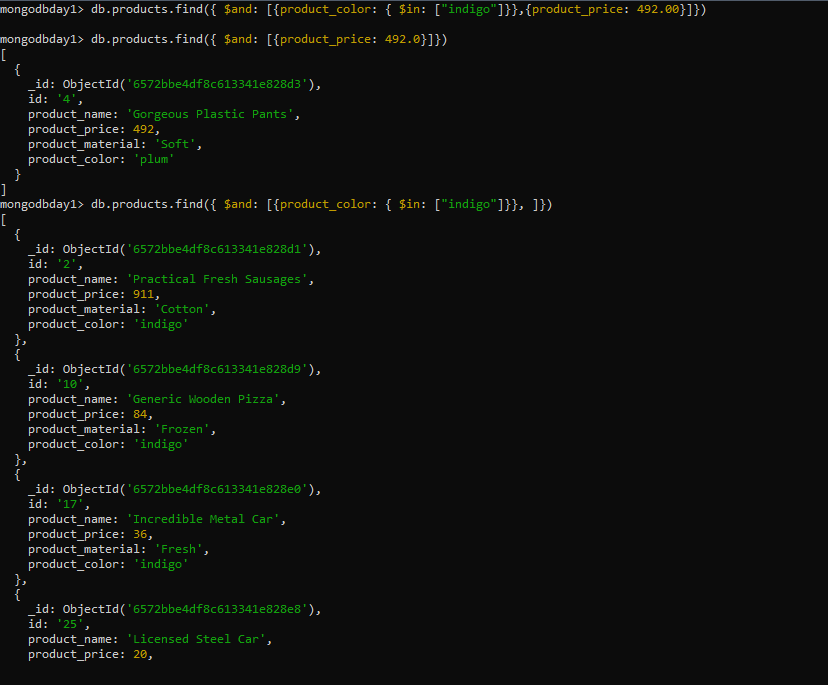 mongodbday1> db.products.find({ $and: [{product_color: { $in: ["indigo"]}},{product_price: 492.00}]})
mongodbday1> db.products.find({ $and: [{product_price: 492.0}]})
[
  {
    _id: ObjectId('6572bbe4df8c613341e828d3'),
    id: '4',
    product_name: 'Gorgeous Plastic Pants',
    product_price: 492,
    product_material: 'Soft',
    product_color: 'plum'
  }
]
mongodbday1> db.products.find({ $and: [{product_color: { $in: ["indigo"]}}, ]})
[
  {
    _id: ObjectId('6572bbe4df8c613341e828d1'),
    id: '2',
    product_name: 'Practical Fresh Sausages',
    product_price: 911,
    product_material: 'Cotton',
    product_color: 'indigo'
  },
  {
    _id: ObjectId('6572bbe4df8c613341e828d9'),
    id: '10',
    product_name: 'Generic Wooden Pizza',
    product_price: 84,
    product_material: 'Frozen',
    product_color: 'indigo'
  },
  {
    _id: ObjectId('6572bbe4df8c613341e828e0'),
    id: '17',
    product_name: 'Incredible Metal Car',
    product_price: 36,
    product_material: 'Fresh',
    product_color: 'indigo'
  },
  {
    _id: ObjectId('6572bbe4df8c613341e828e8'),
    id: '25',
    product_name: 'Licensed Steel Car',
    product_price: 20,